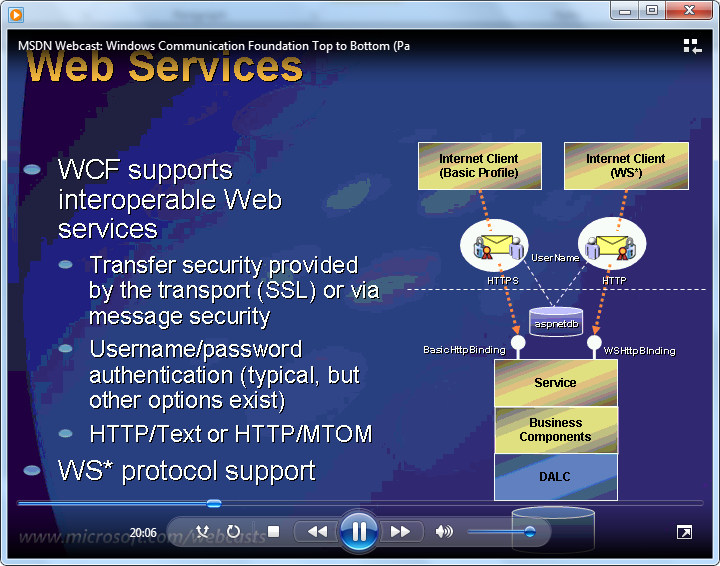 MSDN Webcast: Windows Communication Foundation Top to Bottom (Pa
Web Services
WCF supports
interoperable Web
services
Transfer security provided
by the transport (SSL) or via
message security
Username/password
authentication (typical, but
other options exist)
HTTP/Text or HTTP/MTOM
WS* protocol support
Internet Client
(Basic Profile)
Internet Client
(WS*)
UserName
HTTPS
HTTP
aspnetdb
BasicHttpBinding
WSHttpBInding
Service
Business
Components
DALC
20:06
www.microsoft.com/webcasts